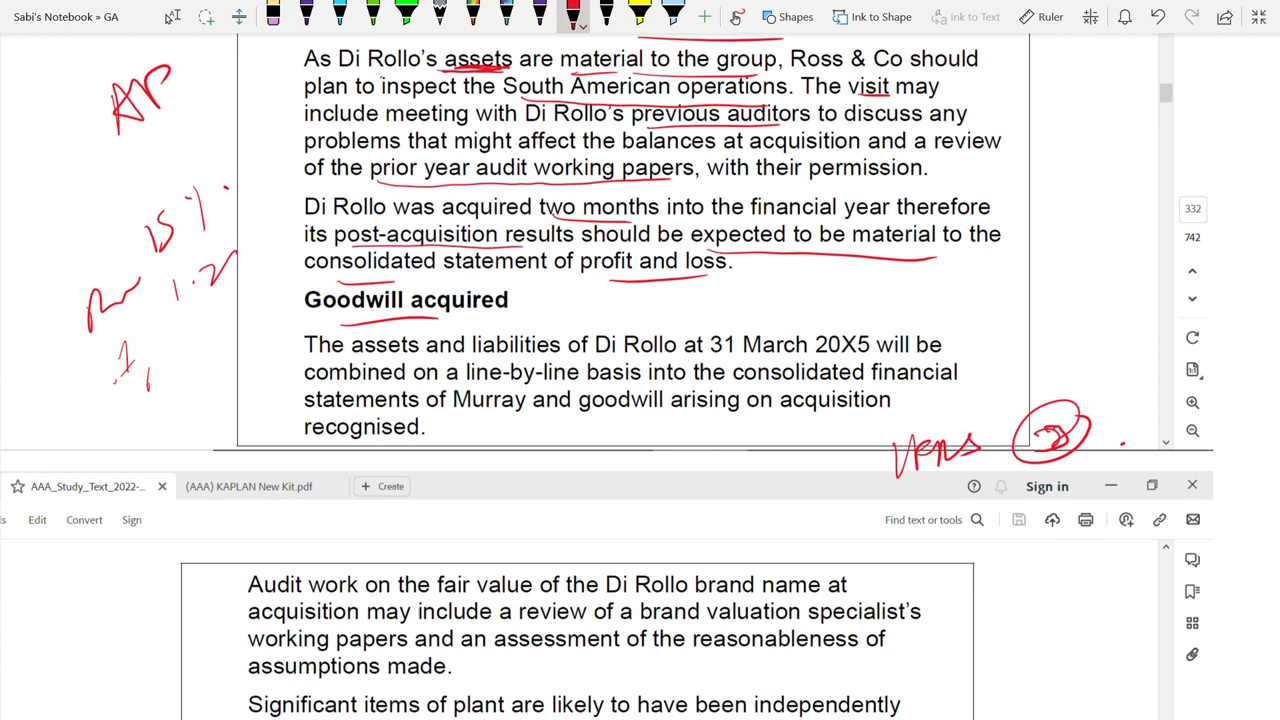 Sabi's Notebook » GA
Shapes
Ink to Shape
Ink to Text
Ruler
As Di Rollo's assets are material to the group, Ross & Co should
plan to inspect the South American operations. The visit may
include meeting with Di Rollo's previous auditors to discuss any
problems that might affect the balances at acquisition and a review
of the prior year audit working papers, with their permission.
Di Rollo was acquired two months into the financial year therefore
its post-acquisition results should be expected to be material to the
consolidated statement of profit and loss.
Goodwill acquired
The assets and liabilities of Di Rollo at 31 March 20X5 will be
combined on a line-by-line basis into the consolidated financial
statements of Murray and goodwill arising on acquisition
recognised.
AP
15%
1.2
332
742
AAA_Study_Text_2022-...
(AAA) KAPLAN New Kit.pdf
Create
Sign in
Edit
Convert
Sign
Find text or tools
Audit work on the fair value of the Di Rollo brand name at
acquisition may include a review of a brand valuation specialist's
working papers and an assessment of the reasonableness of
assumptions made.
Significant items of plant are likely to have been independently